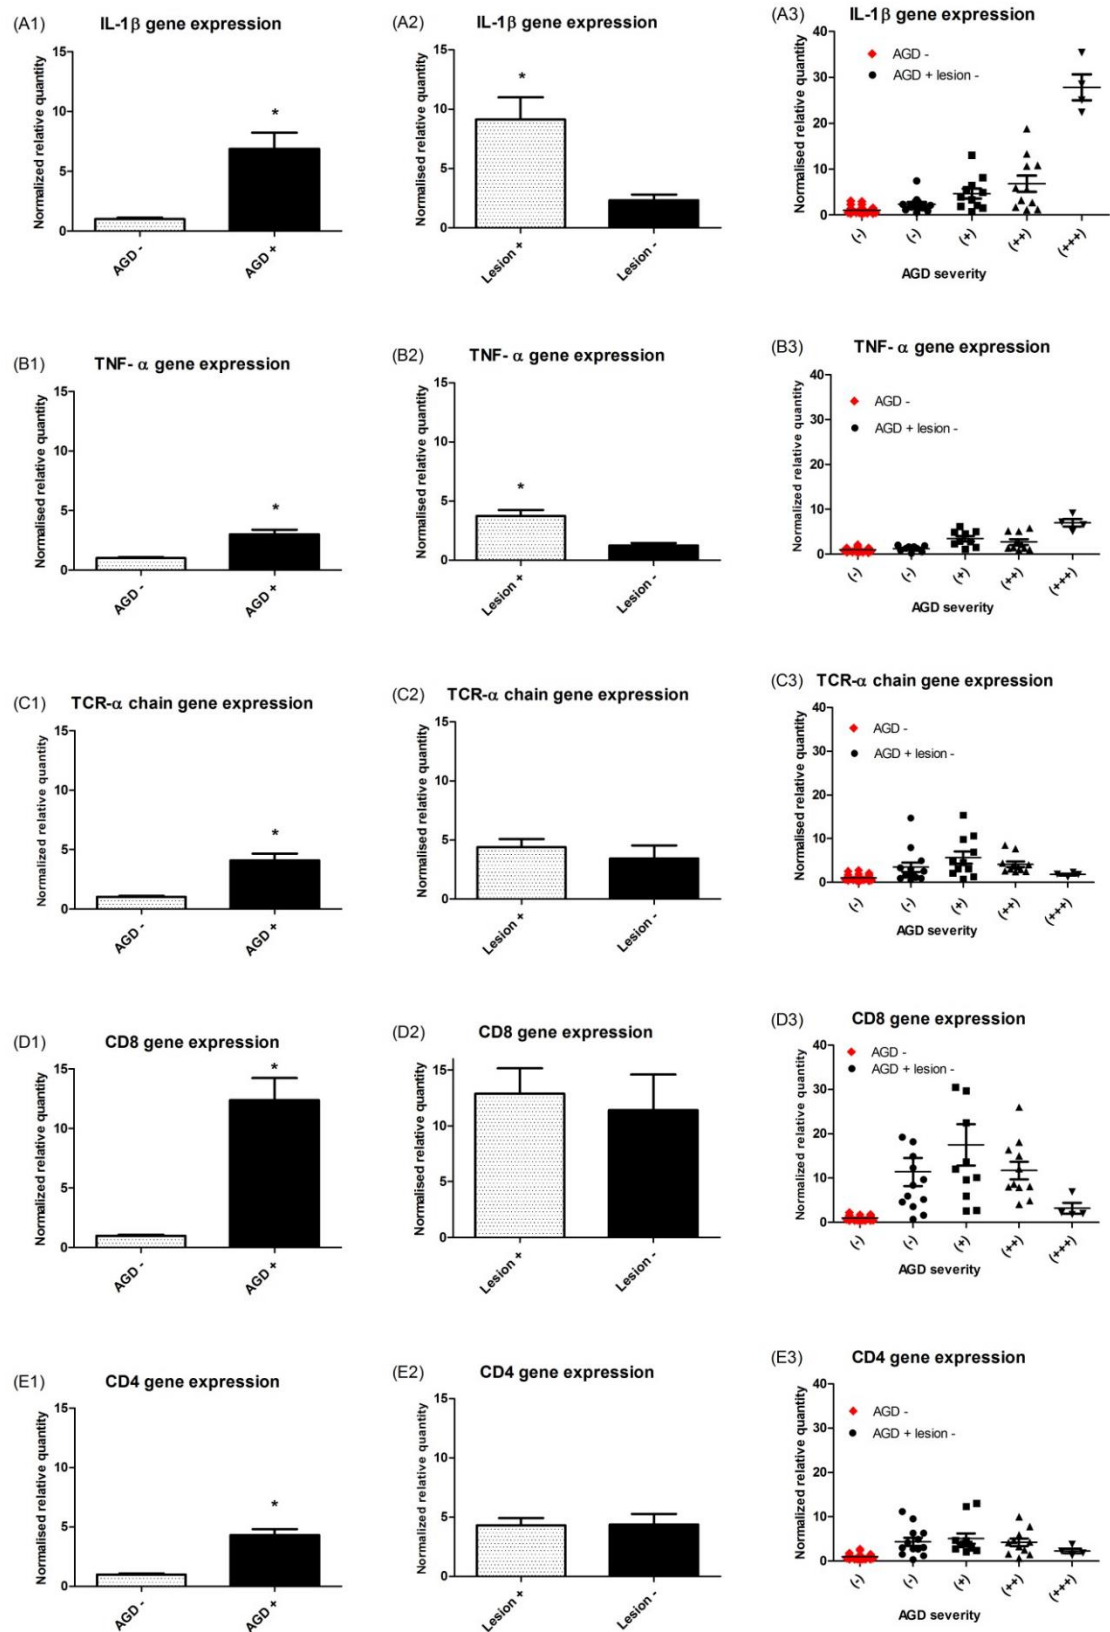 (A1)
IL-1β gene expression
Normalized relative quantity
15
10
5
0
*
AGD -
AGD +
(A2)
IL-1β gene expression
Normalized relative quantity
15
10
5
0
*
Lesion +
Lesion -
(A3)
IL-1β gene expression
Normalised relative quantity
40
30
20
10
0
AGD -
AGD + lesion -
(-)
(-)
(+)
(++)
(+++)
AGD severity
(B1)
TNF- α gene expression
Normalised relative quantity
15
10
5
0
*
AGD -
AGD +
(B2)
TNF- α gene expression
Normalised relative quantity
15
10
5
0
*
Lesion +
Lesion -
(B3)
TNF- α gene expression
Normalized relative quantity
40
30
20
10
0
AGD -
AGD + lesion -
(-)
(-)
(+)
(++)
(+++)
AGD severity
(C1)
TCR-α chain gene expression
Normalized relative quantity
15
10
5
0
*
AGD -
AGD +
(C2)
TCR-α chain gene expression
Normalized relative quantity
15
10
5
0
Lesion +
Lesion -
(C3)
TCR-α chain gene expression
Normalised relative quantity
40
30
20
10
0
AGD -
AGD + lesion -
(-)
(-)
(+)
(++)
(+++)
AGD severity
(D1)
CD8 gene expression
Normalized relative quantity
15
10
5
0
*
AGD -
AGD +
(D2)
CD8 gene expression
Normalised relative quantity
15
10
5
0
Lesion +
Lesion -
(D3)
CD8 gene expression
Normalized relative quantity
40
30
20
10
0
AGD -
AGD + lesion -
(-)
(-)
(+)
(++)
(+++)
AGD severity
(E1)
CD4 gene expression
Normalised relative quantity
15
10
5
0
*
AGD -
AGD +
(E2)
CD4 gene expression
Normalized relative quantity
15
10
5
0
Lesion +
Lesion -
(E3)
CD4 gene expression
Normalized relative quantity
40
30
20
10
0
AGD -
AGD + lesion -
(-)
(-)
(+)
(++)
(+++)
AGD severity